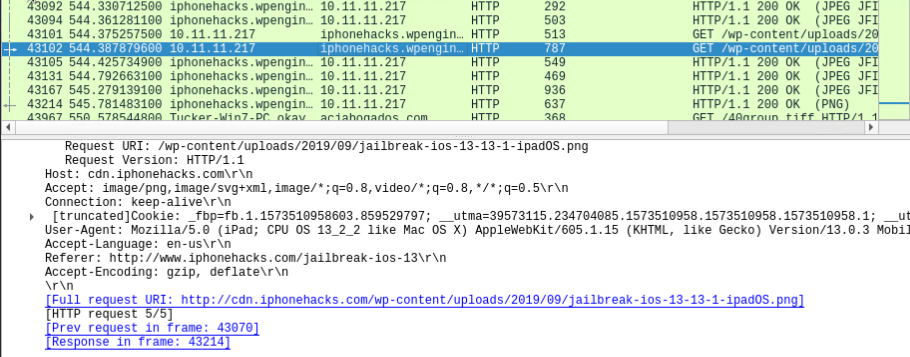 43092 544.330712500 iphonehacks.wpengin… 10.11.11.217 HTTP 292 HTTP/1.1 200 OK (JPEG JFI
43094 544.361281100 iphonehacks.wpengin… 10.11.11.217 HTTP 503 HTTP/1.1 200 OK (JPEG JFI
43101 544.375257500 10.11.11.217 iphonehacks.wpengin… HTTP 513 GET /wp-content/uploads/20
43102 544.387879600 10.11.11.217 iphonehacks.wpengin… HTTP 787 GET /wp-content/uploads/20
43105 544.425734900 iphonehacks.wpengin… 10.11.11.217 HTTP 549 HTTP/1.1 200 OK (JPEG JFI
43131 544.792663100 iphonehacks.wpengin… 10.11.11.217 HTTP 469 HTTP/1.1 200 OK (JPEG JFI
43167 545.279139100 iphonehacks.wpengin… 10.11.11.217 HTTP 936 HTTP/1.1 200 OK (JPEG JFI
43214 545.781483100 iphonehacks.wpengin… 10.11.11.217 HTTP 637 HTTP/1.1 200 OK (PNG)
43967 550.578544800 Tucker-Win7-PC.okay… acjabogados.com HTTP 368 GET /40group.tiff HTTP/1.1
Request URI: /wp-content/uploads/2019/09/jailbreak-ios-13-13-1-ipadOS.png
Request Version: HTTP/1.1
Host: cdn.iphonehacks.com\r\n
Accept: image/png,image/svg+xml,image/*;q=0.8,video/*;q=0.8,*/*;q=0.5\r\n
Connection: keep-alive\r\n
[truncated]Cookie: _fbp=fb.1.1573510958603.859529797; __utma=39573115.234704085.1573510958.1573510958.1573510958.1; __ut
User-Agent: Mozilla/5.0 (iPad; CPU OS 13_2_2 like Mac OS X) AppleWebKit/605.1.15 (KHTML, like Gecko) Version/13.0.3 Mobil
Accept-Language: en-us\r\n
Referer: http://www.iphonehacks.com/jailbreak-ios-13\r\n
Accept-Encoding: gzip, deflate\r\n
\r\n
[Full request URI: http://cdn.iphonehacks.com/wp-content/uploads/2019/09/jailbreak-ios-13-13-1-ipadOS.png]
[HTTP request 5/5]
[Prev request in frame: 43070]
[Response in frame: 43214]